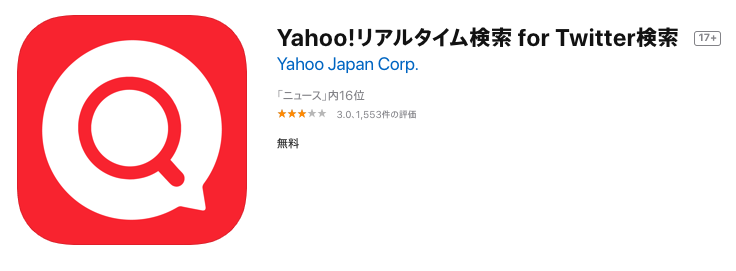 Yahoo!リアルタイム検索 for Twitter検索 17+
Yahoo Japan Corp.
「ニュース」内16位
3.0、1,553件の評価
無料